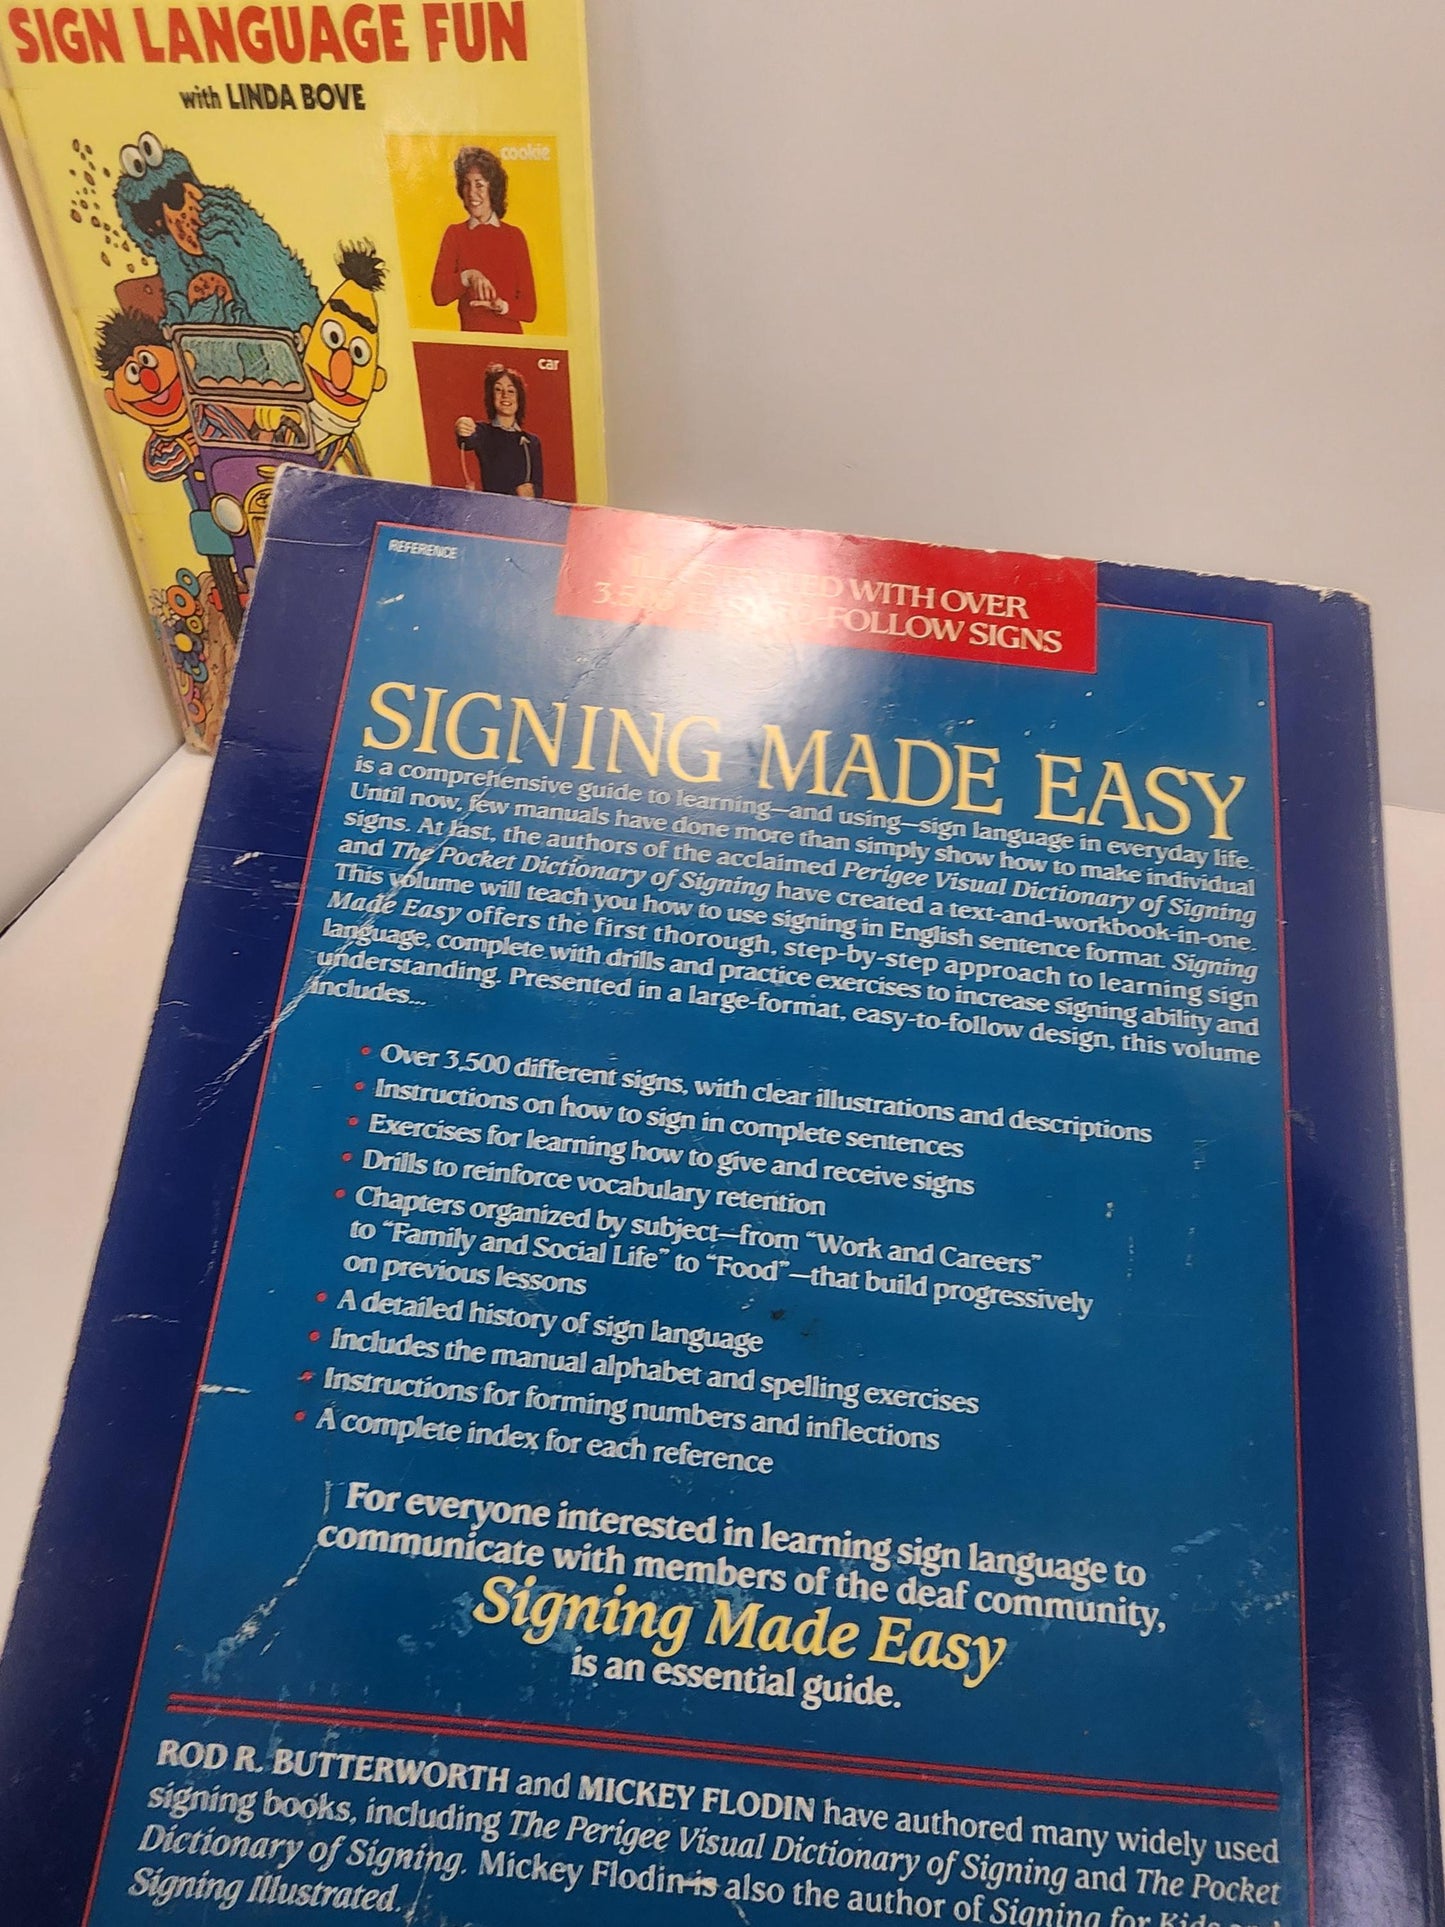 SIGN LANGUAGE FUN
with LINDA BOVE
cookie
car
REFERENCE
ILLUSTRATED WITH OVER
3,500 EASY-TO-FOLLOW SIGNS
SIGNING MADE EASY
is a comprehensive guide to learning—and using—sign language in everyday life.
Until now, few manuals have done more than simply show how to make individual
signs. At last, the authors of the acclaimed Perigee Visual Dictionary of Signing
and The Pocket Dictionary of Signing have created a text-and-workbook-in-one.
This volume will teach you how to use signing in English sentence format. Signing
Made Easy offers the first thorough, step-by-step approach to learning sign
language, complete with drills and practice exercises to increase signing ability and
understanding. Presented in a large-format, easy-to-follow design, this volume
includes...
• Over 3,500 different signs, with clear illustrations and descriptions
• Instructions on how to sign in complete sentences
• Exercises for learning how to give and receive signs
• Drills to reinforce vocabulary retention
• Chapters organized by subject—from “Work and Careers”
to “Family and Social Life” to “Food”—that build progressively
on previous lessons
• A detailed history of sign language
• Includes the manual alphabet and spelling exercises
• Instructions for forming numbers and inflections
• A complete index for each reference
For everyone interested in learning sign language to
communicate with members of the deaf community,
Signing Made Easy
is an essential guide.
ROD R. BUTTERWORTH and MICKEY FLODIN have authored many widely used
signing books, including The Perigee Visual Dictionary of Signing and The Pocket
Dictionary of Signing. Mickey Flodin is also the author of Signing for Kids and
Signing Illustrated.